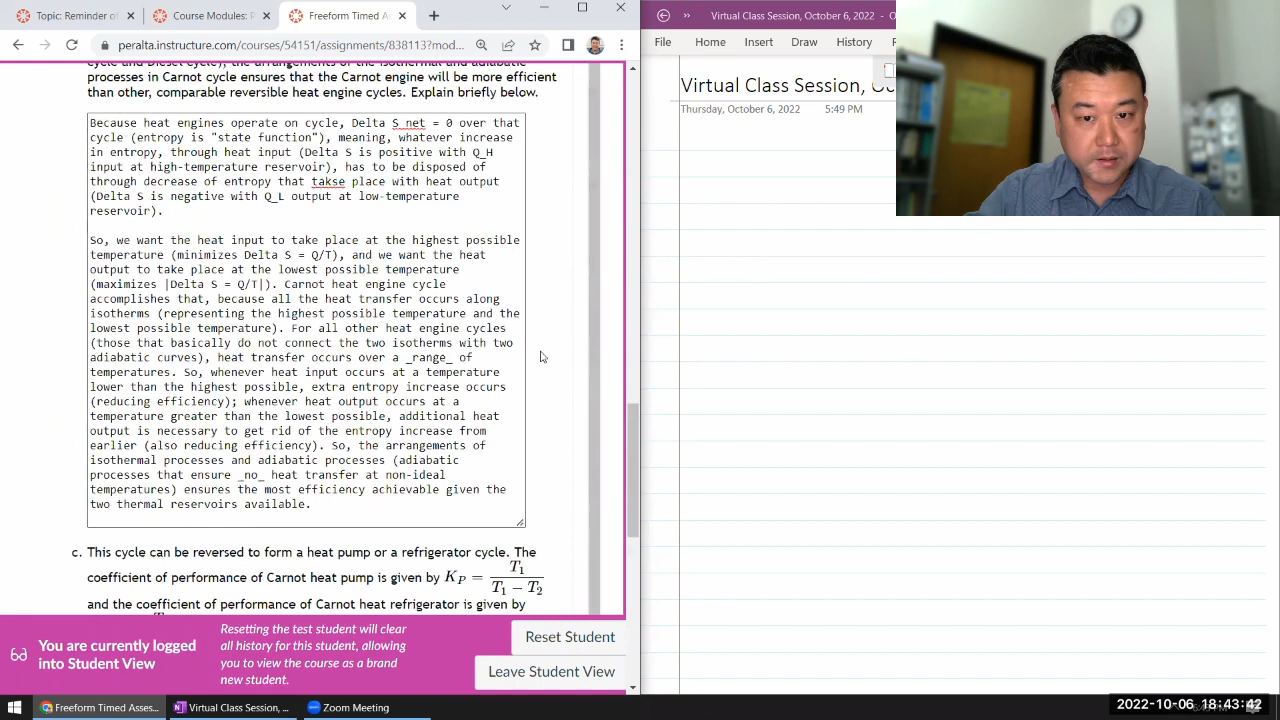 Topic: Reminder of
Course Modules: P
Freeform Timed As
peralta.instructure.com/courses/54151/assignments/838113?mod...
cycle and Diesel cycle), the arrangements of the isothermal and adiabatic
processes in Carnot cycle ensures that the Carnot engine will be more efficient
than other, comparable reversible heat engine cycles. Explain briefly below.
Because heat engines operate on cycle, Delta S_net = 0 over that
cycle (entropy is "state function"), meaning, whatever increase
in entropy, through heat input (Delta S is positive with Q_H
input at high-temperature reservoir), has to be disposed of
through decrease of entropy that takse place with heat output
(Delta S is negative with Q_L output at low-temperature
reservoir).
So, we want the heat input to take place at the highest possible
temperature (minimizes Delta S = Q/T), and we want the heat
output to take place at the lowest possible temperature
(maximizes |Delta S = Q/T|). Carnot heat engine cycle
accomplishes that, because all the heat transfer occurs along
isotherms (representing the highest possible temperature and the
lowest possible temperature). For all other heat engine cycles
(those that basically do not connect the two isotherms with two
adiabatic curves), heat transfer occurs over a _range_ of
temperatures. So, whenever heat input occurs at a temperature
lower than the highest possible, extra entropy increase occurs
(reducing efficiency); whenever heat output occurs at a
temperature greater than the lowest possible, additional heat
output is necessary to get rid of the entropy increase from
earlier (also reducing efficiency). So, the arrangements of
isothermal processes and adiabatic processes (adiabatic
processes that ensure _no_ heat transfer at non-ideal
temperatures) ensures the most efficiency achievable given the
two thermal reservoirs available.
c. This cycle can be reversed to form a heat pump or a refrigerator cycle. The
coefficient of performance of Carnot heat pump is given by K_P = T_1 / (T_1 − T_2)
and the coefficient of performance of Carnot heat refrigerator is given by
You are currently logged
into Student View
Resetting the test student will clear
all history for this student, allowing
you to view the course as a brand
new student.
Reset Student
Leave Student View
Virtual Class Session, October 6, 2022 - O
File
Home
Insert
Draw
History
Virtual Class Session, Oc
Thursday, October 6, 2022
5:49 PM
Freeform Timed Asses...
Virtual Class Session, ...
Zoom Meeting
2022-10-06 18:43:42